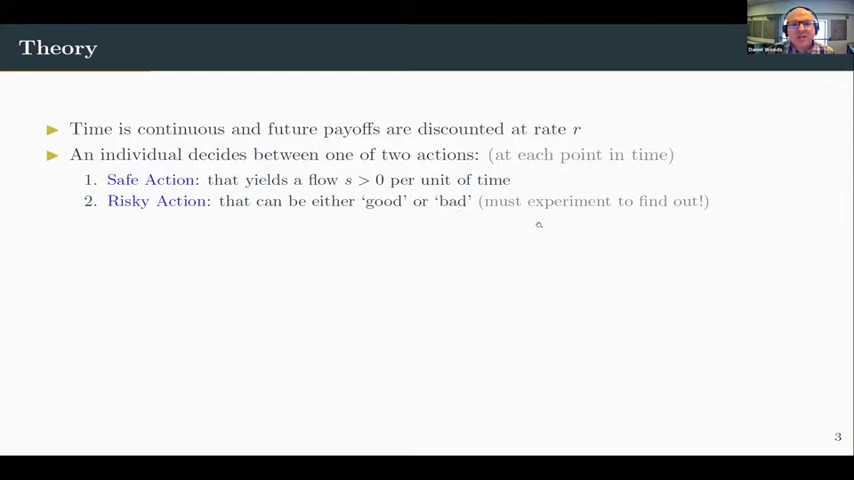 Theory
Daniel Woods
▶ Time is continuous and future payoffs are discounted at rate r
▶ An individual decides between one of two actions: (at each point in time)
1. Safe Action: that yields a flow s > 0 per unit of time
2. Risky Action: that can be either ‘good’ or ‘bad’ (must experiment to find out!)
3